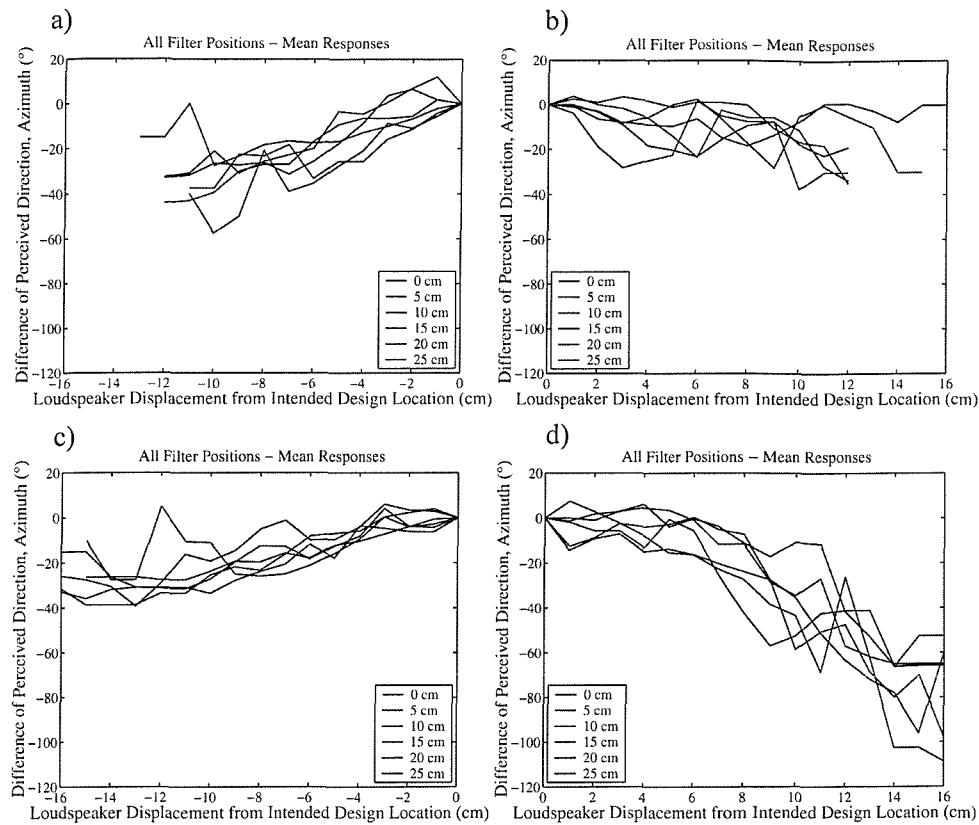 a)
All Filter Positions – Mean Responses
Difference of Perceived Direction, Azimuth (°)
20
0
−20
−40
−60
−80
−100
−120
0 cm
5 cm
10 cm
15 cm
20 cm
25 cm
−16 −14 −12 −10 −8 −6 −4 −2 0
Loudspeaker Displacement from Intended Design Location (cm)
b)
All Filter Positions – Mean Responses
Difference of Perceived Direction, Azimuth (°)
20
0
−20
−40
−60
−80
−100
−120
0 cm
5 cm
10 cm
15 cm
20 cm
25 cm
0 2 4 6 8 10 12 14 16
Loudspeaker Displacement from Intended Design Location (cm)
c)
All Filter Positions – Mean Responses
Difference of Perceived Direction, Azimuth (°)
20
0
−20
−40
−60
−80
−100
−120
0 cm
5 cm
10 cm
15 cm
20 cm
25 cm
−16 −14 −12 −10 −8 −6 −4 −2 0
Loudspeaker Displacement from Intended Design Location (cm)
d)
All Filter Positions – Mean Responses
Difference of Perceived Direction, Azimuth (°)
20
0
−20
−40
−60
−80
−100
−120
0 cm
5 cm
10 cm
15 cm
20 cm
25 cm
0 2 4 6 8 10 12 14 16
Loudspeaker Displacement from Intended Design Location (cm)